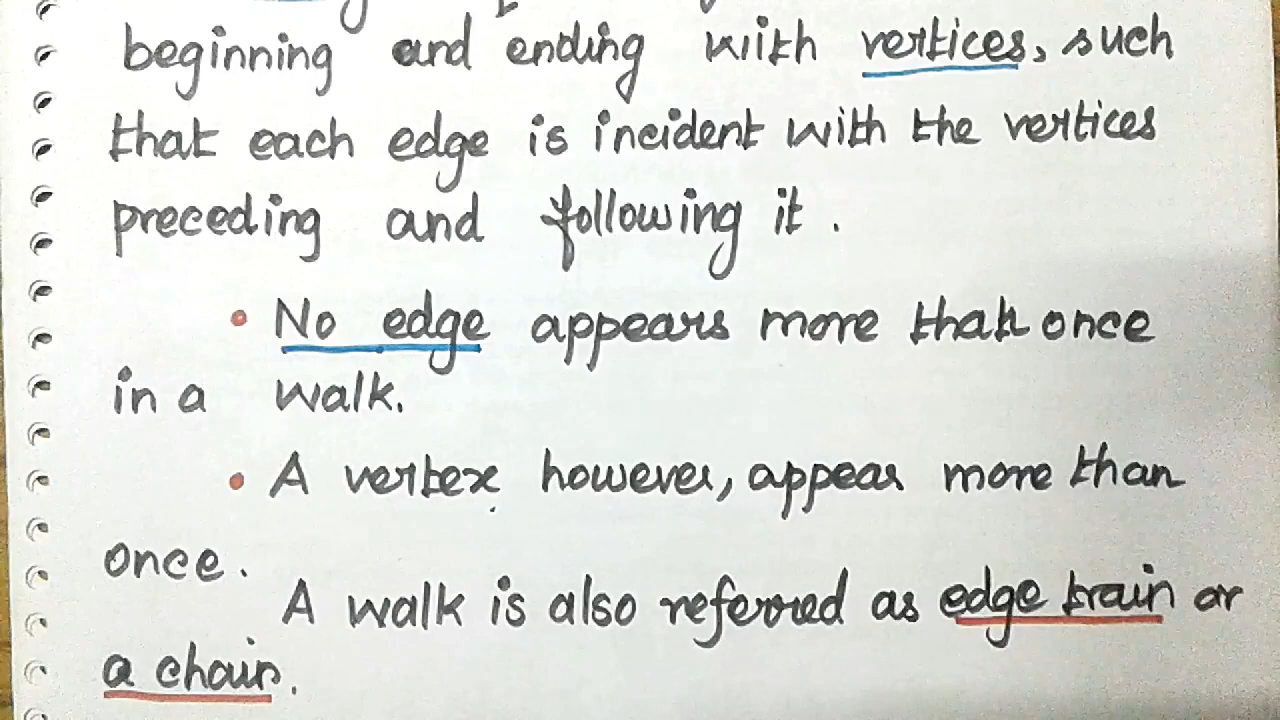 beginning and ending with vertices, such
that each edge is incident with the vertices
preceding and following it.
• No edge appears more than once
in a walk.
• A vertex however, appear more than
once.
A walk is also referred as edge train or
a chain.